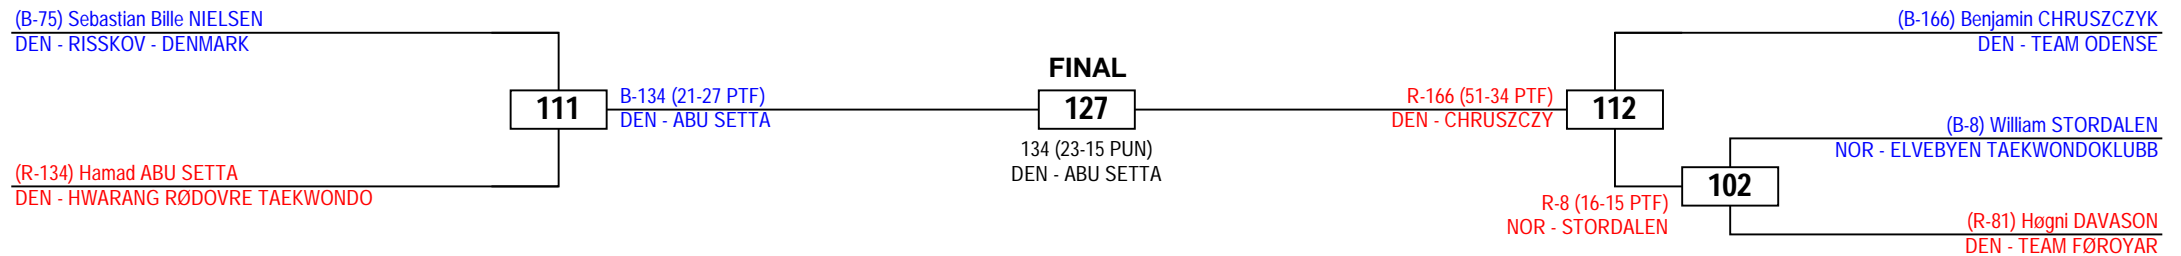 (B-75) Sebastian Bille NIELSEN
DEN - RISSKOV - DENMARK
(R-134) Hamad ABU SETTA
DEN - HWARANG RØDOVRE TAEKWONDO
111
B-134 (21-27 PTF)
DEN - ABU SETTA
FINAL
127
134 (23-15 PUN)
DEN - ABU SETTA
R-166 (51-34 PTF)
DEN - CHRUSZCZY
112
(B-166) Benjamin CHRUSZCZYK
DEN - TEAM ODENSE
(B-8) William STORDALEN
NOR - ELVEBYEN TAEKWONDOKLUBB
102
R-8 (16-15 PTF)
NOR - STORDALEN
(R-81) Høgni DAVASON
DEN - TEAM FØROYAR